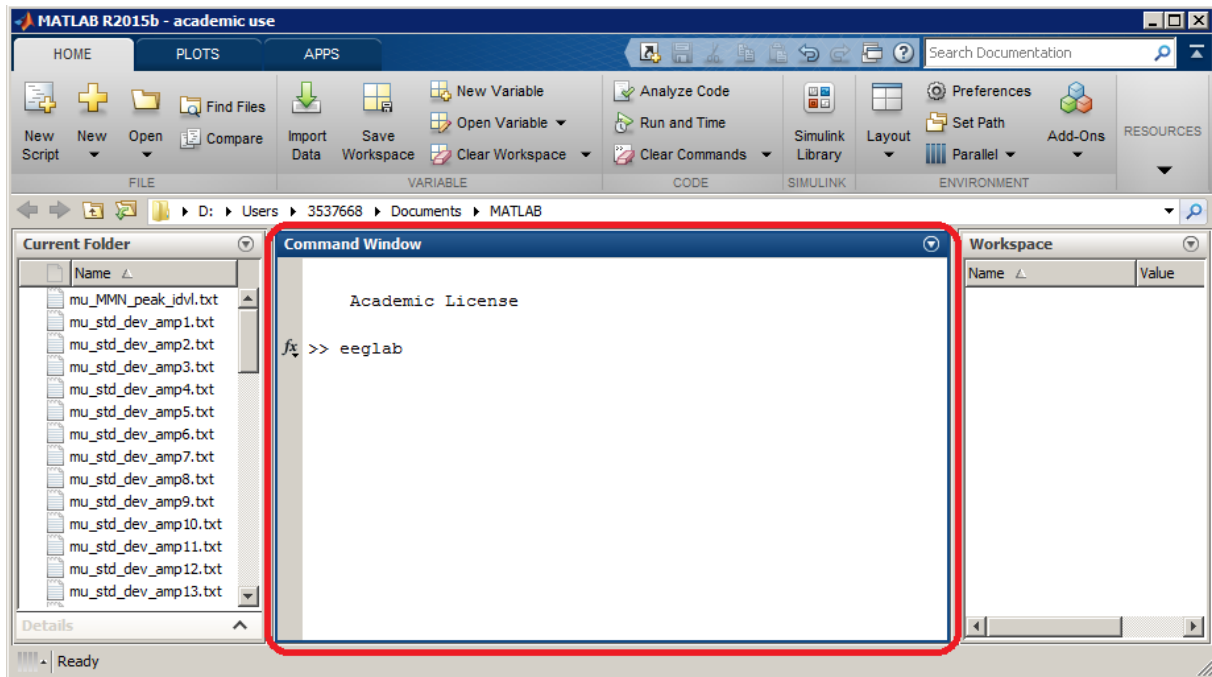 MATLAB R2015b - academic use
HOME PLOTS APPS Search Documentation
New Script
New
Open
Find Files
Compare
FILE
Import Data
Save Workspace
New Variable
Open Variable
Clear Workspace
VARIABLE
Analyze Code
Run and Time
Clear Commands
CODE
Simulink Library
SIMULINK
Layout
Preferences
Set Path
Parallel
Add-Ons
ENVIRONMENT
RESOURCES
D: Users 3537668 Documents MATLAB
Current Folder
Name
mu_MMN_peak_idvl.txt
mu_std_dev_amp1.txt
mu_std_dev_amp2.txt
mu_std_dev_amp3.txt
mu_std_dev_amp4.txt
mu_std_dev_amp5.txt
mu_std_dev_amp6.txt
mu_std_dev_amp7.txt
mu_std_dev_amp8.txt
mu_std_dev_amp9.txt
mu_std_dev_amp10.txt
mu_std_dev_amp11.txt
mu_std_dev_amp12.txt
mu_std_dev_amp13.txt
Details
Command Window
Academic License
fx >> eeglab
Workspace
Name Value
Ready